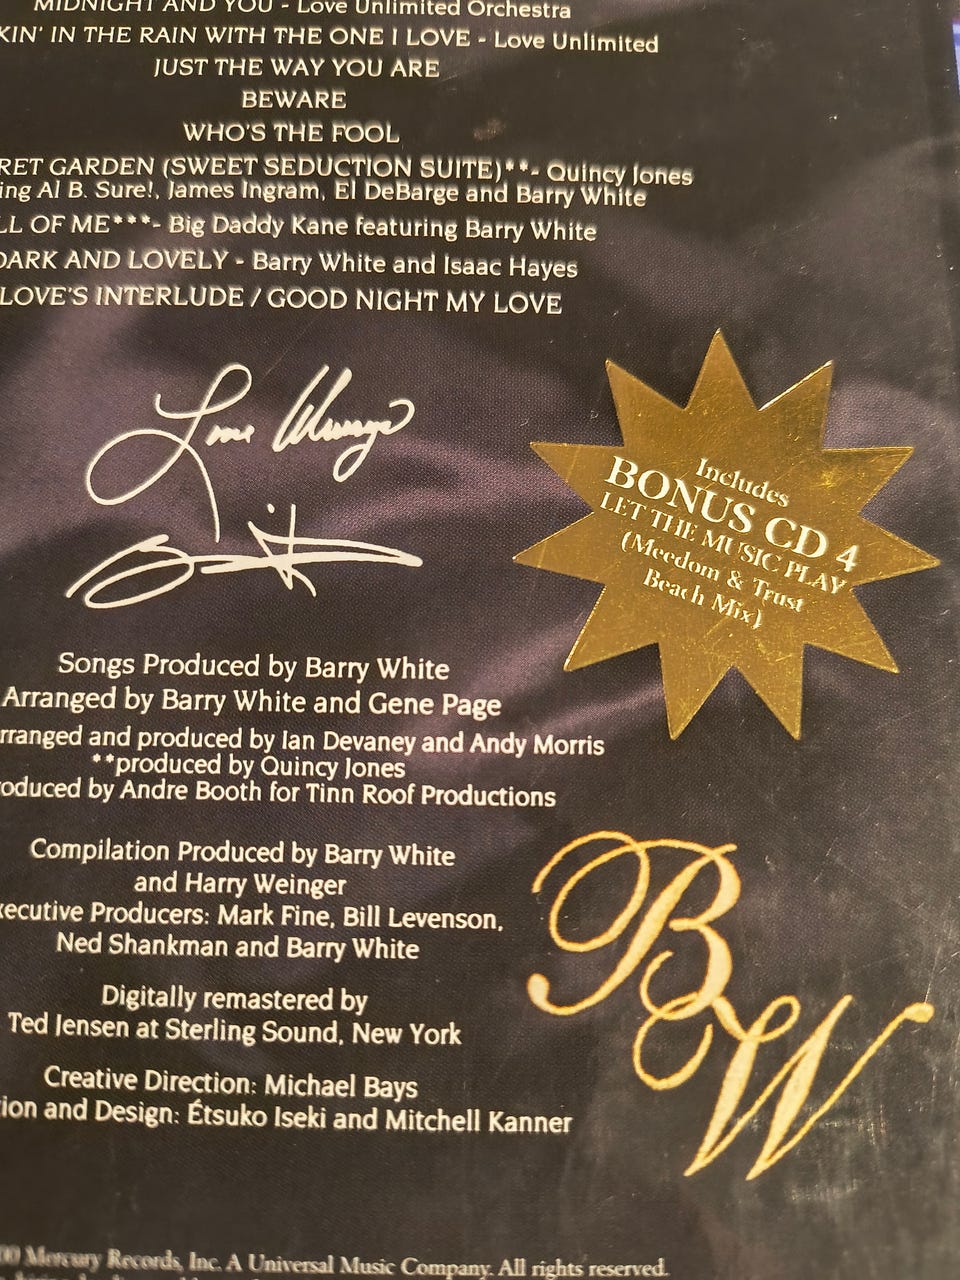 MIDNIGHT AND YOU - Love Unlimited Orchestra
KIN' IN THE RAIN WITH THE ONE I LOVE - Love Unlimited
JUST THE WAY YOU ARE
BEWARE
WHO'S THE FOOL
RET GARDEN (SWEET SEDUCTION SUITE)**- Quincy Jones
ing Al B. Sure!, James Ingram, El DeBarge and Barry White
LL OF ME***- Big Daddy Kane featuring Barry White
DARK AND LOVELY - Barry White and Isaac Hayes
LOVE'S INTERLUDE / GOOD NIGHT MY LOVE
Love Always
Includes
BONUS CD 4
LET THE MUSIC PLAY
(Meedom & Trust
Beach Mix)
Songs Produced by Barry White
Arranged by Barry White and Gene Page
rranged and produced by Ian Devaney and Andy Morris
**produced by Quincy Jones
oduced by Andre Booth for Tinn Roof Productions
Compilation Produced by Barry White
and Harry Weinger
xecutive Producers: Mark Fine, Bill Levenson,
Ned Shankman and Barry White
Digitally remastered by
Ted Jensen at Sterling Sound, New York
Creative Direction: Michael Bays
ion and Design: Étsuko Iseki and Mitchell Kanner
BW
00 Mercury Records, Inc. A Universal Music Company. All rights reserved.